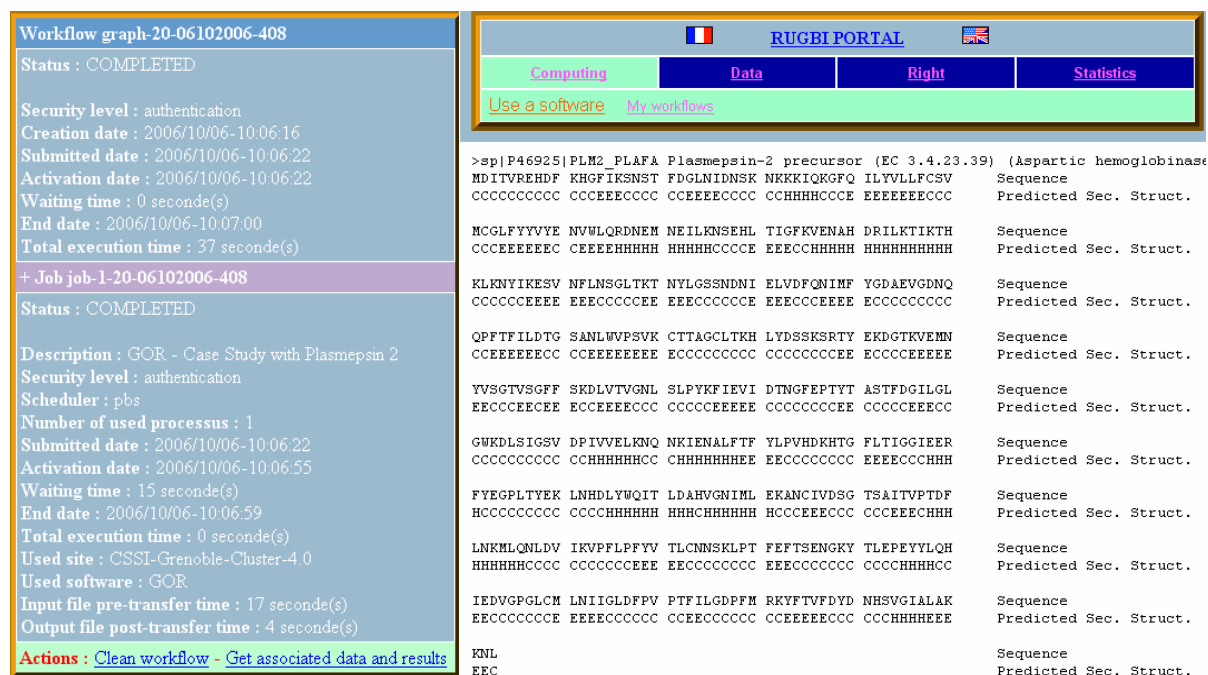 Workflow graph-20-06102006-408
Status : COMPLETED
Security level : authentication
Creation date : 2006/10/06-10:06:16
Submitted date : 2006/10/06-10:06:22
Activation date : 2006/10/06-10:06:22
Waiting time : 0 seconde(s)
End date : 2006/10/06-10:07:00
Total execution time : 37 seconde(s)
+ Job job-1-20-06102006-408
Status : COMPLETED
Description : GOR - Case Study with Plasmepsin 2
Security level : authentication
Scheduler : pbs
Number of used processus : 1
Submitted date : 2006/10/06-10:06:22
Activation date : 2006/10/06-10:06:55
Waiting time : 15 seconde(s)
End date : 2006/10/06-10:06:59
Total execution time : 0 seconde(s)
Used site : CSSI-Grenoble-Cluster-4.0
Used software : GOR
Input file pre-transfer time : 17 seconde(s)
Output file post-transfer time : 4 seconde(s)
Actions : Clean workflow - Get associated data and results
RUGBI PORTAL
Computing Data Right Statistics
Use a software My workflows
>sp|P46925|PLM2_PLAFA Plasmepsin-2 precursor (EC 3.4.23.39) (Aspartic hemoglobinase
MDITVREHDF KHGFIKSNST FDGLNIDNSK NKKKIQKGFQ ILYVLLFCSV Sequence
CCCCCCCCCC CCCEEECCCC CCEEEECCCC CCHHHHCCCE EEEEEEECCC Predicted Sec. Struct.
MCGLFYYVYE NVWLQRDNEM NEILKNSEHL TIGFKVENAH DRILKTIKTH Sequence
CCCEEEEEEC CEEEEHHHHH HHHHHCCCCE EEECCHHHHH HHHHHHHHHH Predicted Sec. Struct.
KLKNYIKESV NFLNSGLTKT NYLGSSNDNI ELVDFQNIMF YGDAEVGDNQ Sequence
CCCCCCEEEE EEECCCCCEE EEECCCCCCE EEECCCEEEE ECCCCCCCCC Predicted Sec. Struct.
QPFTFILDTG SANLWVPSVK CTTAGCLTKH LYDSSKSRTY EKDGTKVEMN Sequence
CCEEEEEECC CCEEEEEEEE ECCCCCCCCC CCCCCCCCEE EECCCCEEEE Predicted Sec. Struct.
YVSGTVSGFF SKDLVTVGNL SLPYKFIEVI DTNGFEPTYT ASTFDGILGL Sequence
EECCCEECEE ECCEEEECCC CCCCCEEEEE CCCCCCCCEE CCCCCEEECC Predicted Sec. Struct.
GWKDLSIGSV DPIVVELKNQ NKIENALFTF YLPVHDKHTG FLTIGGIEER Sequence
CCCCCCCCCC CCHHHHHHCC CHHHHHHHEE EECCCCCCCC EEEECCCHHH Predicted Sec. Struct.
FYEGPLTYEK LNHDLYWQIT LDAHVGNIML EKANCIVDSG TSAITVPTDF Sequence
HCCCCCCCCC CCCCHHHHHH HHHCHHHHHH HCCCEEECCC CCCEEECHHH Predicted Sec. Struct.
LNKMLQNLDV IKVPFLPFYV TLCNNSKLPT FEFTSENGKY TLEPEYYLQH Sequence
HHHHHHCCCC CCCCCCCEEE EECCCCCCCC EEECCCCCCC CCCCHHHHCC Predicted Sec. Struct.
IEDVGPGLCM LNIIGLDFPV PTFILGDPFM RKYFTVFDYD NHSVGIALAK Sequence
EECCCCCCCE EEEECCCCCC CCEECCCCCC CCEEEEECCC CCCHHHHEEE Predicted Sec. Struct.
KNL Sequence
EEC Predicted Sec. Struct.